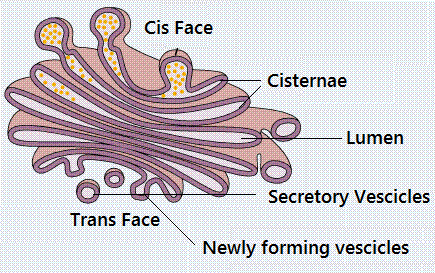 Cis Face
Cisternae
Lumen
Secretory Vescicles
Trans Face
Newly forming vescicles